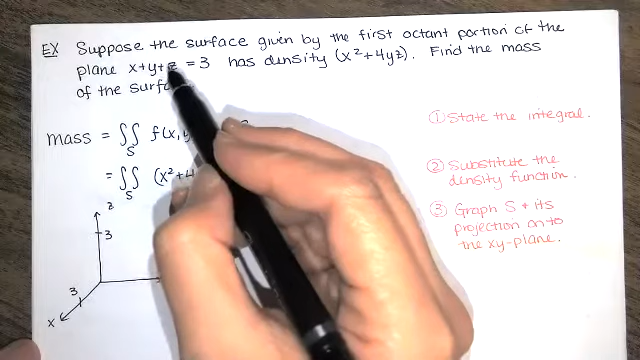 EX Suppose the surface given by the first octant portion of the
plane x+y+z = 3 has density (x²+4yz). Find the mass
of the
mass = ∬ f(x,
S
= ∬ (x²+4
S
z
3
3
x
① State the integral.
② Substitute the
density function.
③ Graph S + its
projection onto
the xy-plane.